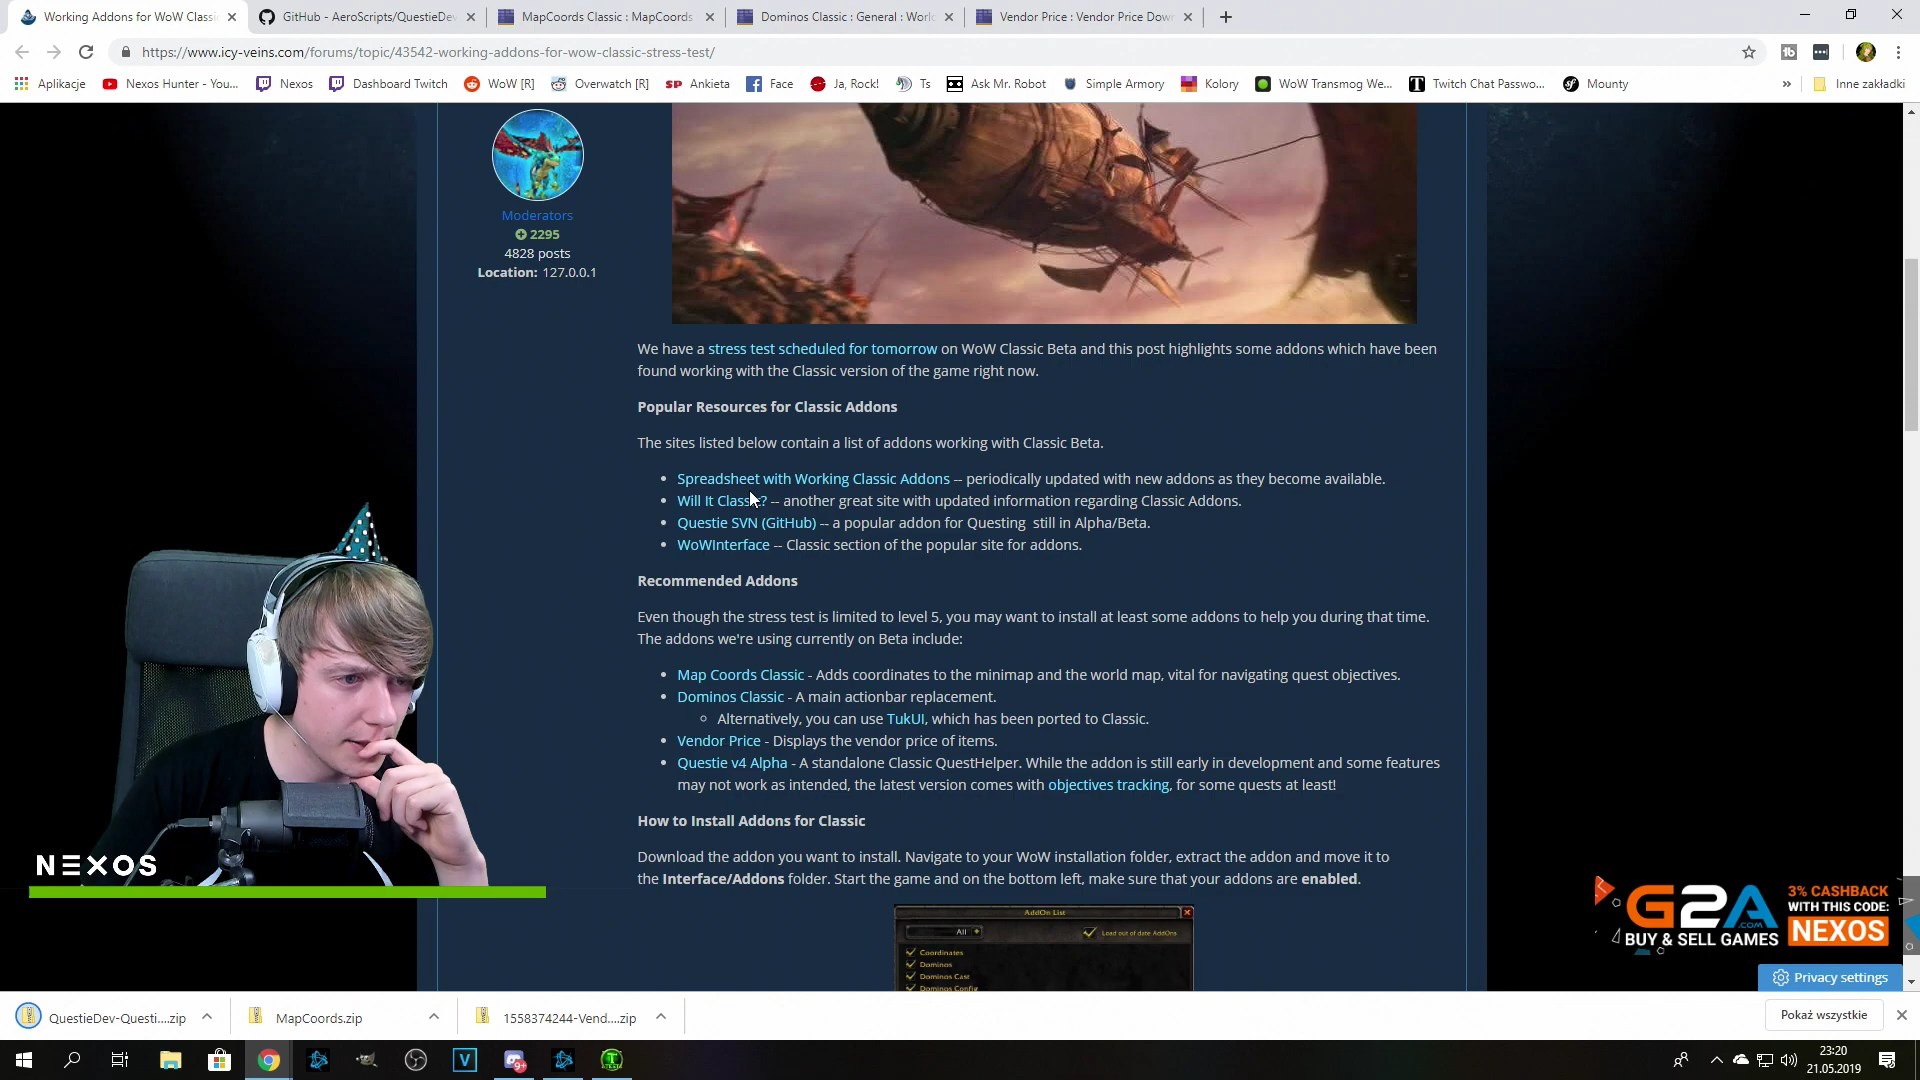 Working Addons for WoW Classi
GitHub - AeroScripts/QuestieDev
MapCoords Classic : MapCoords
Dominos Classic : General : World
Vendor Price : Vendor Price Dow
https://www.icy-veins.com/forums/topic/43542-working-addons-for-wow-classic-stress-test/
Aplikacje
Nexos Hunter - You...
Nexos
Dashboard Twitch
WoW [R]
Overwatch [R]
Ankieta
Face
Ja, Rock!
Ts
Ask Mr. Robot
Simple Armory
Kolory
WoW Transmog We...
Twitch Chat Passwo...
Mounty
Inne zakładki
Moderators
2295
4828 posts
Location: 127.0.0.1
We have a stress test scheduled for tomorrow on WoW Classic Beta and this post highlights some addons which have been
found working with the Classic version of the game right now.
Popular Resources for Classic Addons
The sites listed below contain a list of addons working with Classic Beta.
• Spreadsheet with Working Classic Addons -- periodically updated with new addons as they become available.
• Will It Classic? -- another great site with updated information regarding Classic Addons.
• Questie SVN (GitHub) -- a popular addon for Questing still in Alpha/Beta.
• WoWInterface -- Classic section of the popular site for addons.
Recommended Addons
Even though the stress test is limited to level 5, you may want to install at least some addons to help you during that time.
The addons we're using currently on Beta include:
• Map Coords Classic - Adds coordinates to the minimap and the world map, vital for navigating quest objectives.
• Dominos Classic - A main actionbar replacement.
◦ Alternatively, you can use TukUI, which has been ported to Classic.
• Vendor Price - Displays the vendor price of items.
• Questie v4 Alpha - A standalone Classic QuestHelper. While the addon is still early in development and some features
may not work as intended, the latest version comes with objectives tracking, for some quests at least!
How to Install Addons for Classic
Download the addon you want to install. Navigate to your WoW installation folder, extract the addon and move it to
the Interface/Addons folder. Start the game and on the bottom left, make sure that your addons are enabled.
AddOn List
All
Load out of date AddOns
Coordinates
Dominos
Dominos Cast
Dominos Config
NEXOS
G2A.COM
BUY & SELL GAMES
3% CASHBACK
WITH THIS CODE:
NEXOS
Privacy settings
QuestieDev-Questi....zip
MapCoords.zip
1558374244-Vend....zip
Pokaż wszystkie
23:20
21.05.2019